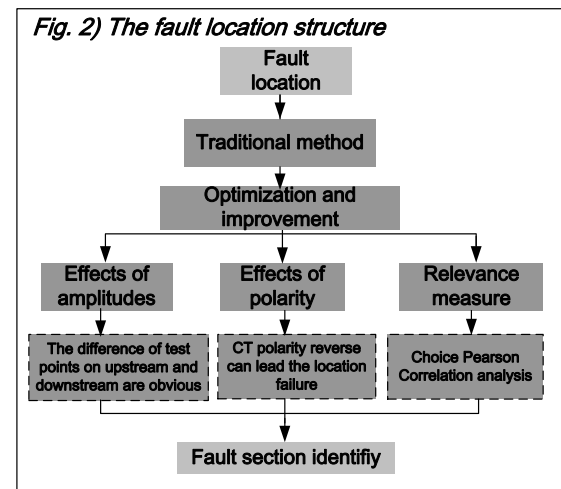 Fig. 2) The fault location structure
Fault
location
Traditional method
Optimization and
improvement
Effects of
amplitudes
Effects of
polarity
Relevance
measure
The difference of test
points on upstream and
downstream are obvious
CT polarity reverse
can lead the location
failure
Choice Pearson
Correlation analysis
Fault section identifiy